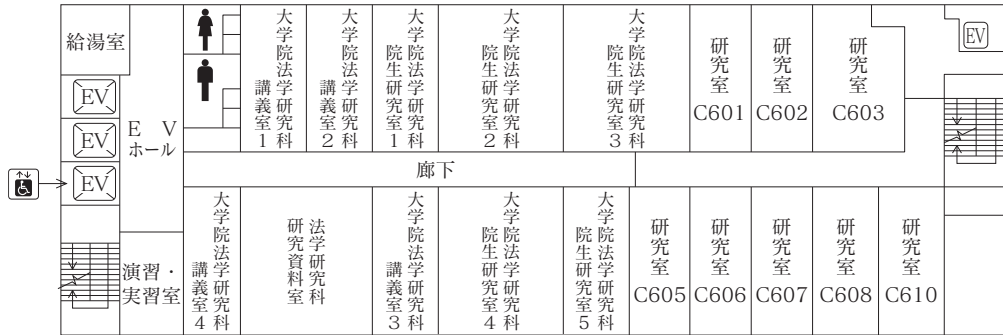 給湯室
EV
EV
EV
E V
ホール
大学院法学研究科
講義室1
大学院法学研究科
講義室2
大学院法学研究科
院生研究室1
大学院法学研究科
院生研究室2
大学院法学研究科
院生研究室3
研究室
C601
研究室
C602
研究室
C603
EV
廊下
演習・
実習室
大学院法学研究科
講義室4
法学研究科
研究資料室
大学院法学研究科
講義室3
大学院法学研究科
院生研究室4
大学院法学研究科
院生研究室5
研究室
C605
研究室
C606
研究室
C607
研究室
C608
研究室
C610